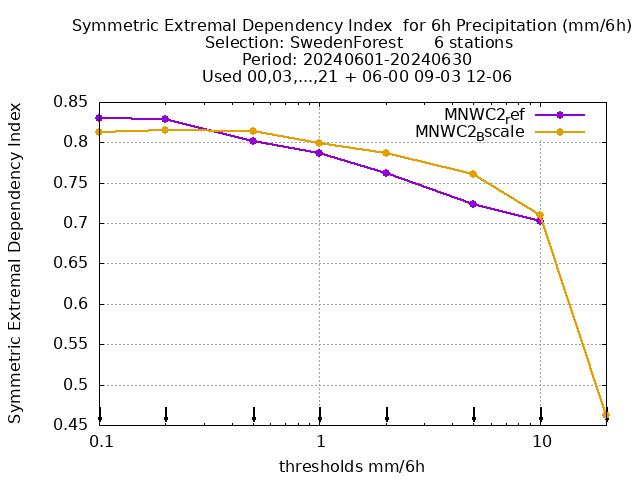 Symmetric Extremal Dependency Index  for 6h Precipitation (mm/6h)
Selection: SwedenForest      6 stations
Period: 20240601-20240630
Used 00,03,...,21 + 06-00 09-03 12-06
MNWC2_ref
MNWC2_Bscale
0.85
0.8
0.75
0.7
0.65
0.6
0.55
0.5
0.45
Symmetric Extremal Dependency Index
0.1 1 10
thresholds mm/6h